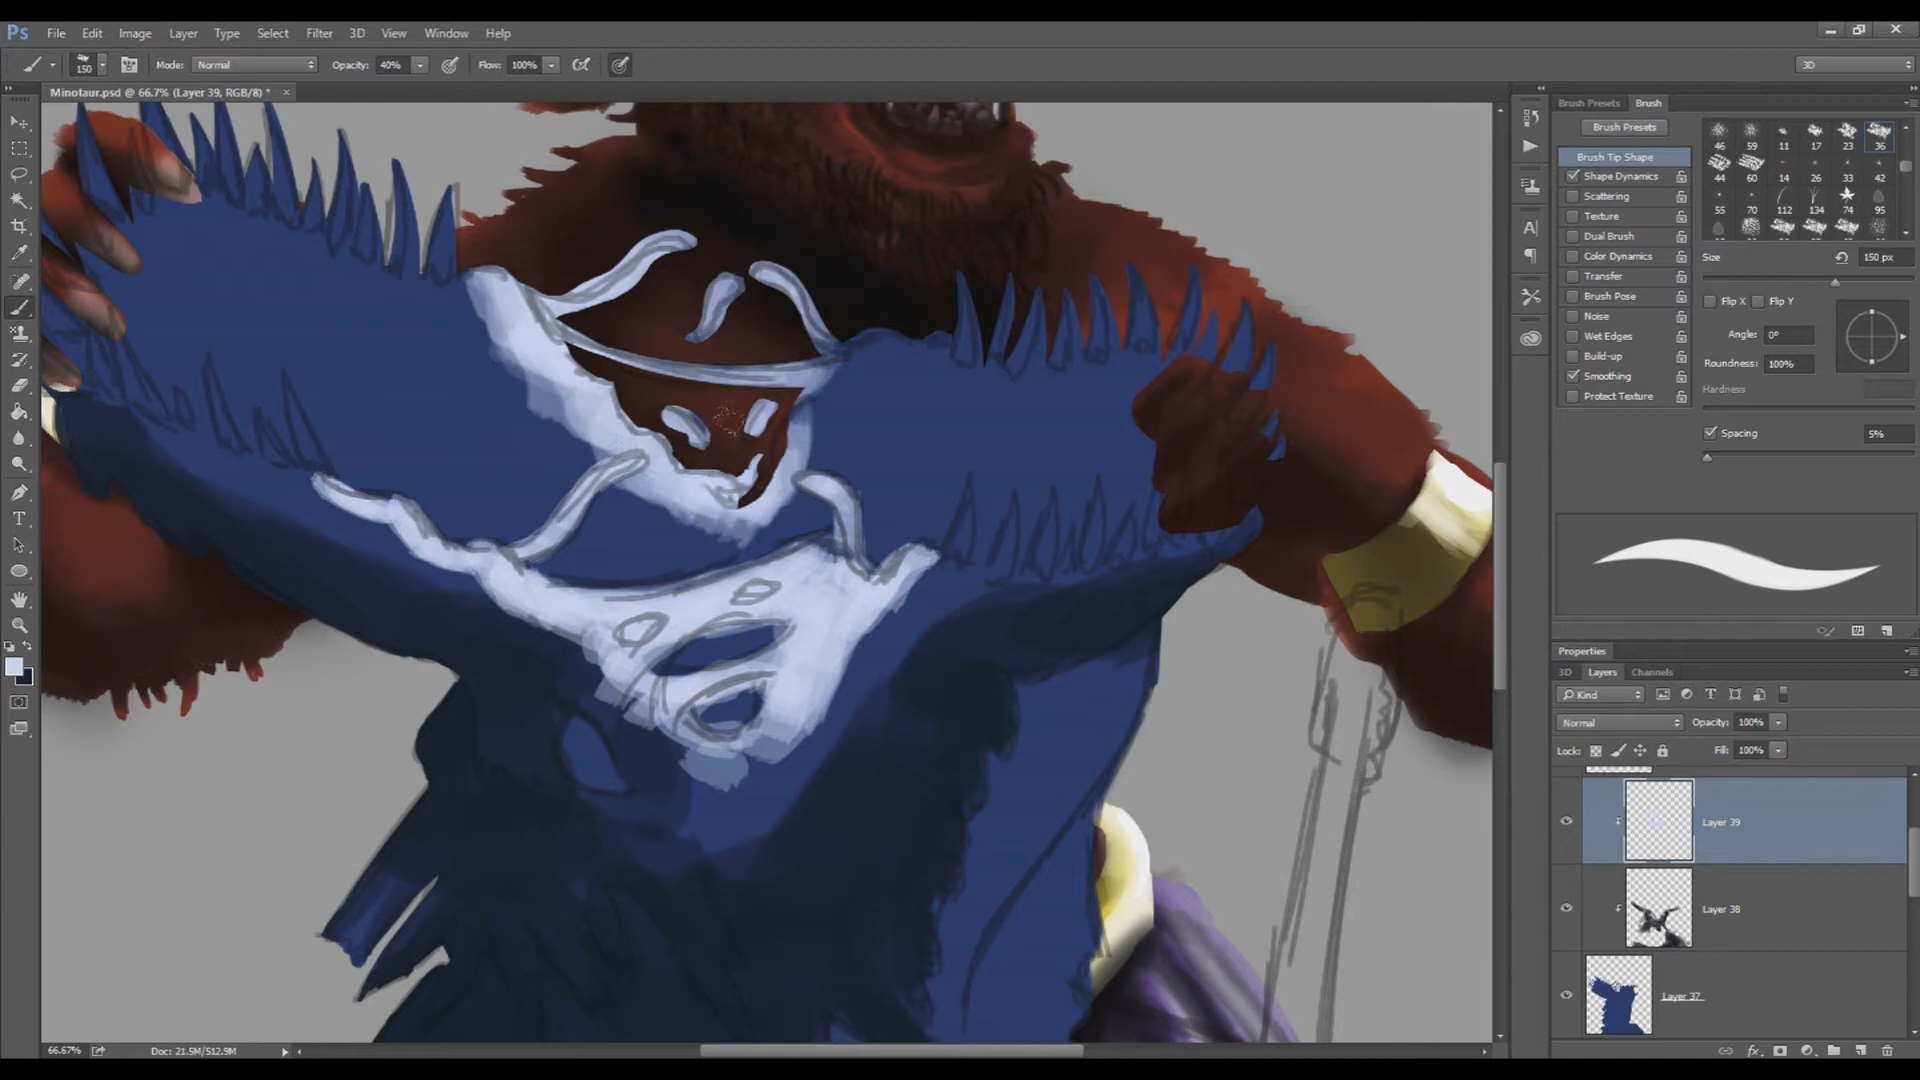 Ps File Edit Image Layer Type Select Filter 3D View Window Help
150 Mode: Normal Opacity: 40% Flow: 100% 3D
Minotaur.psd @ 66.7% (Layer 39, RGB/8) * ×
Brush Presets Brush
Brush Presets
46 59 11 17 23 36
Brush Tip Shape
Shape Dynamics
44 60 14 26 33 42
Scattering
55 70 112 134 74 95
Texture
Dual Brush
Color Dynamics
Size 150 px
Transfer
Brush Pose
Flip X Flip Y
Noise
Angle: 0°
Wet Edges
Build-up
Roundness: 100%
Smoothing
Hardness
Protect Texture
Spacing 5%
Properties
3D Layers Channels
Kind
Normal Opacity: 100%
Lock: Fill: 100%
Layer 39
Layer 38
Layer 37
66.67% Doc: 21.5M/512.9M